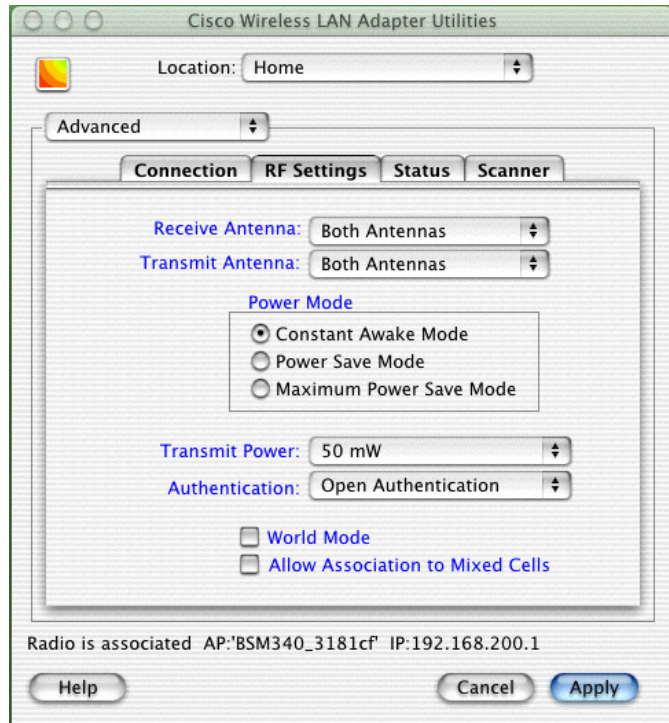 Cisco Wireless LAN Adapter Utilities
Location: Home
Advanced
Connection RF Settings Status Scanner
Receive Antenna: Both Antennas
Transmit Antenna: Both Antennas
Power Mode
Constant Awake Mode
Power Save Mode
Maximum Power Save Mode
Transmit Power: 50 mW
Authentication: Open Authentication
World Mode
Allow Association to Mixed Cells
Radio is associated AP:'BSM340_3181cf' IP:192.168.200.1
Help Cancel Apply